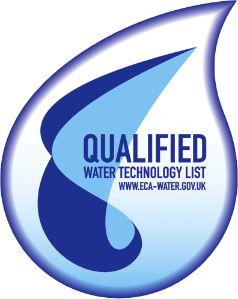 QUALIFIED
WATER TECHNOLOGY LIST
WWW.ECA-WATER.GOV.UK